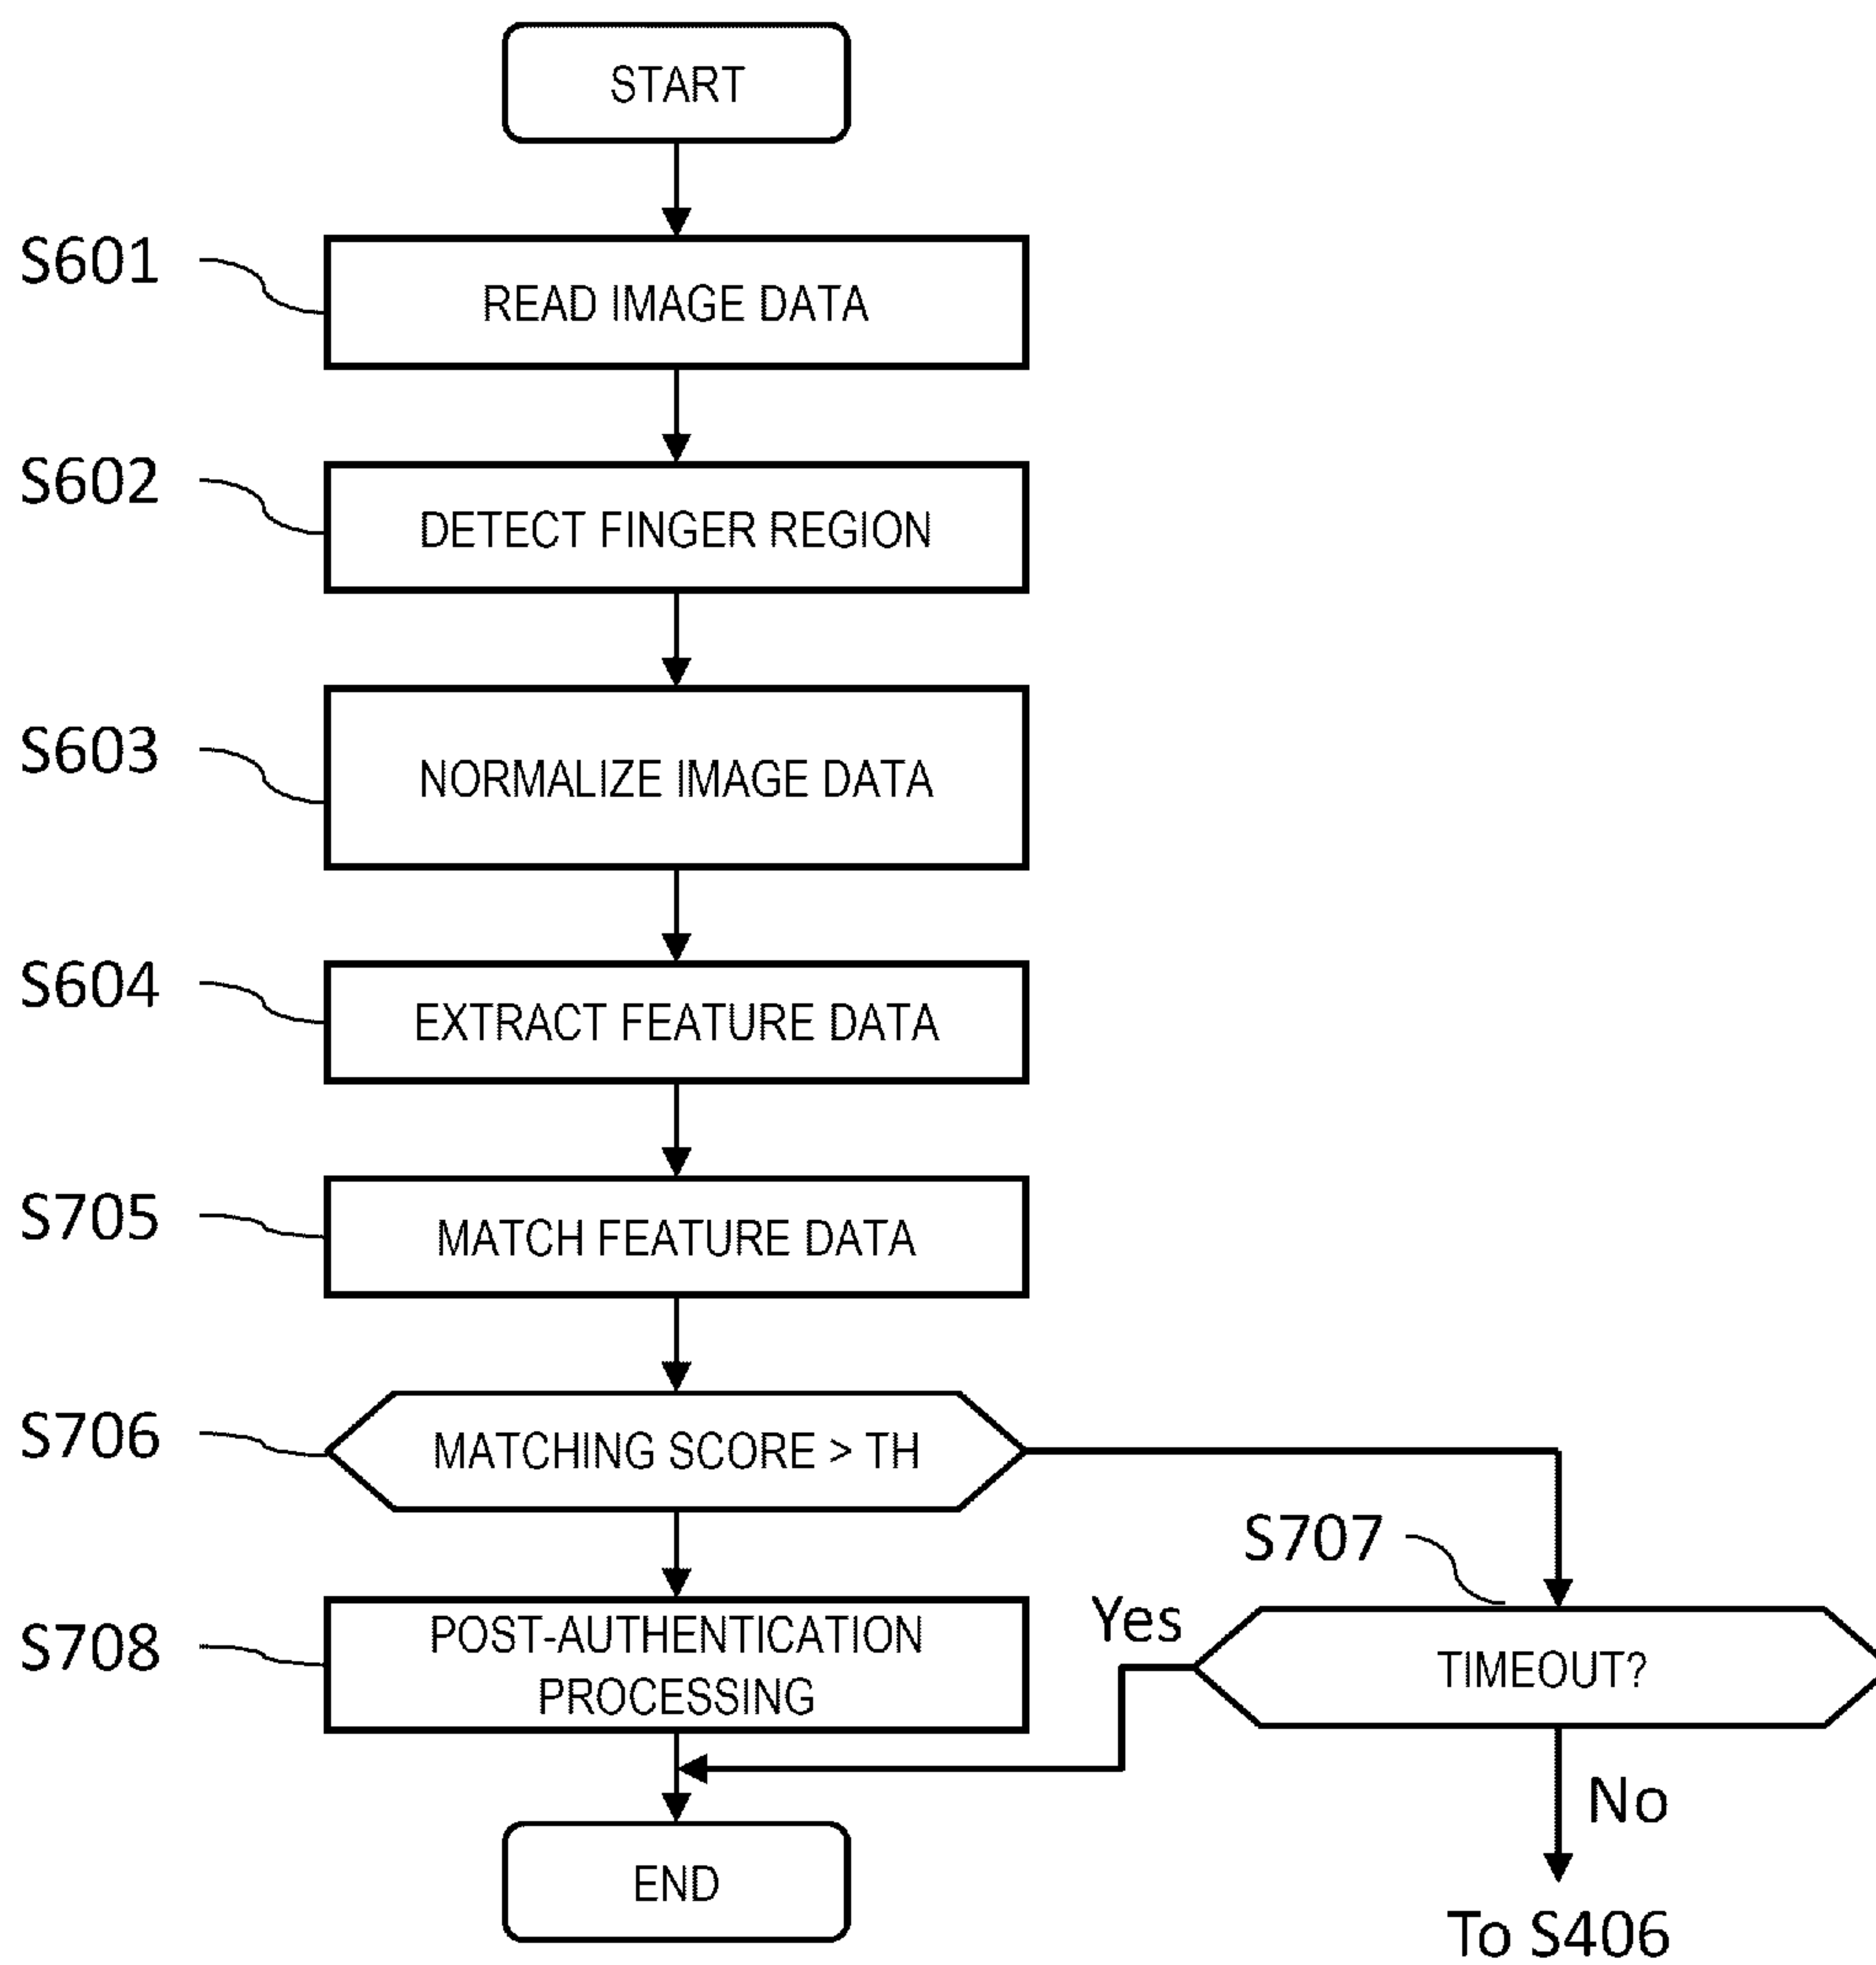 START
S601
READ IMAGE DATA
S602
DETECT FINGER REGION
S603
NORMALIZE IMAGE DATA
S604
EXTRACT FEATURE DATA
S705
MATCH FEATURE DATA
S706
MATCHING SCORE > TH
S707
S708
POST-AUTHENTICATION
PROCESSING
Yes
TIMEOUT?
No
END
To S406